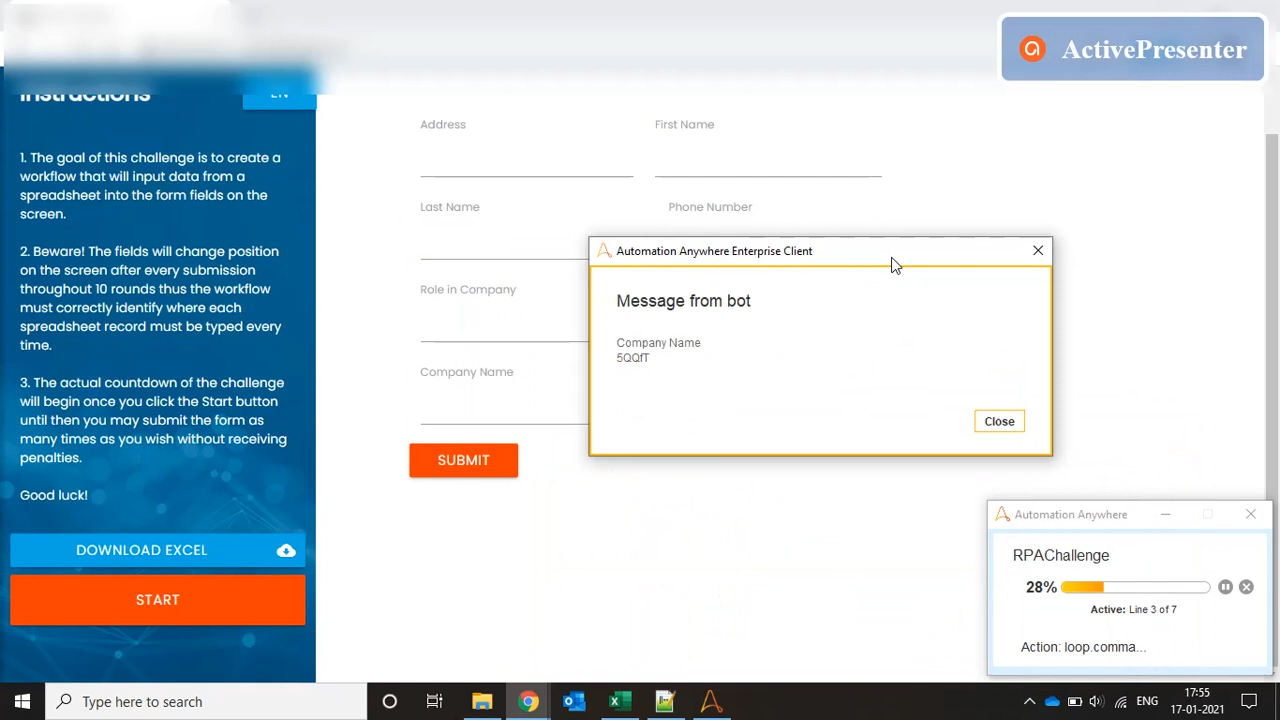 ActivePresenter
Instructions
EN
1. The goal of this challenge is to create a
workflow that will input data from a
spreadsheet into the form fields on the
screen.
2. Beware! The fields will change position
on the screen after every submission
throughout 10 rounds thus the workflow
must correctly identify where each
spreadsheet record must be typed every
time.
3. The actual countdown of the challenge
will begin once you click the Start button
until then you may submit the form as
many times as you wish without receiving
penalties.
Good luck!
DOWNLOAD EXCEL
START
Address
First Name
Last Name
Phone Number
Role in Company
Company Name
SUBMIT
Automation Anywhere Enterprise Client
Message from bot
Company Name
5QQfT
Close
Automation Anywhere
RPAChallenge
28%
Active: Line 3 of 7
Action: loop.comma...
Type here to search
ENG
17:55
17-01-2021